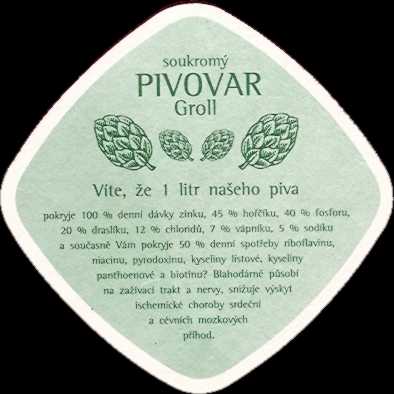 soukromý
PIVOVAR
Groll
Víte, že 1 litr našeho piva
pokryje 100 % denní dávky zinku, 45 % hořčíku, 40 % fosforu,
20 % draslíku, 12 % chloridů, 7 % vápníku, 5 % sodíku
a současně Vám pokryje 50 % denní spotřeby riboflavinu,
niacinu, pyrodoxinu, kyseliny listové, kyseliny
panthoenové a biotinu? Blahodárně působí
na zažívací trakt a nervy, snižuje výskyt
ischemické choroby srdeční
a cévních mozkových
příhod.